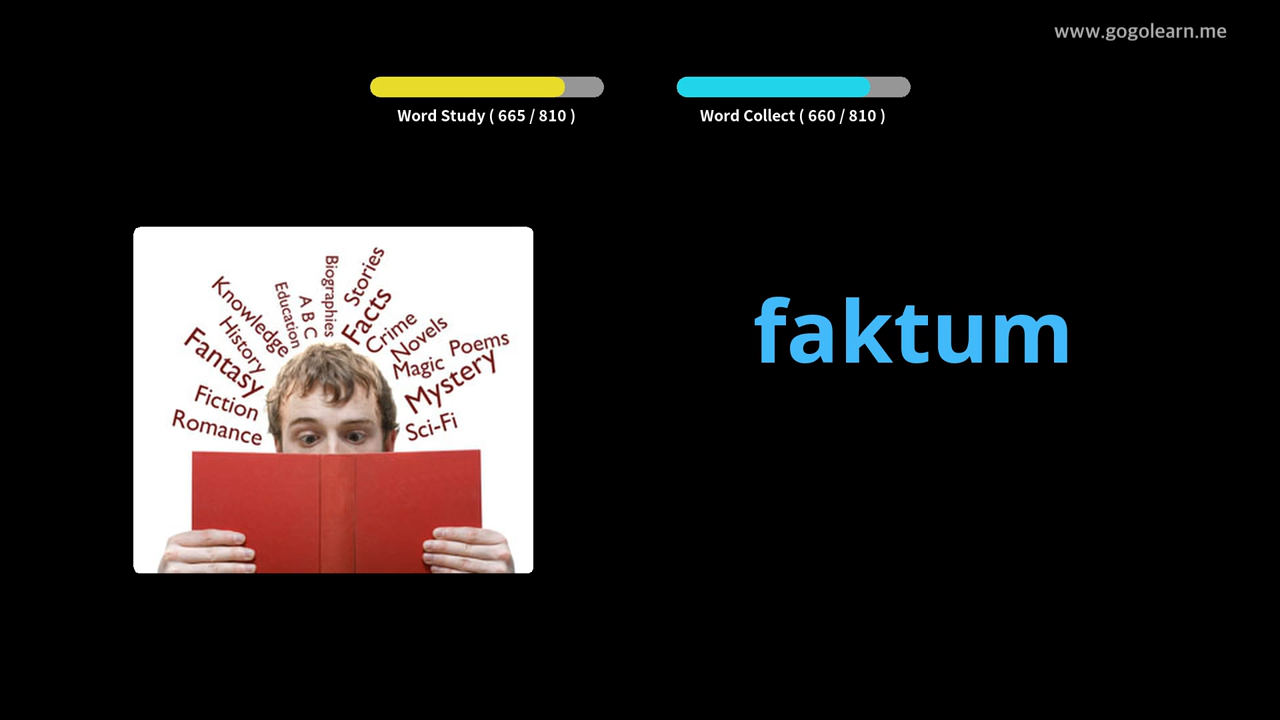 www.gogolearn.me
Word Study ( 665 / 810 )
Word Collect ( 660 / 810 )
faktum
Biographies
Stories
Education
A B C
Facts
Knowledge
History
Crime
Novels
Poems
Fantasy
Magic
Mystery
Fiction
Romance
Sci-Fi